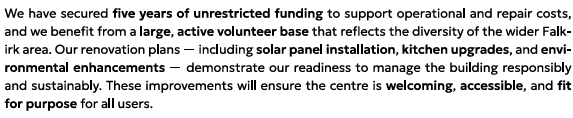 We have secured five years of unrestricted funding to support operational and repair costs,
and we benefit from a large, active volunteer base that reflects the diversity of the wider Falk-
irk area. Our renovation plans — including solar panel installation, kitchen upgrades, and envi-
ronmental enhancements — demonstrate our readiness to manage the building responsibly
and sustainably. These improvements will ensure the centre is welcoming, accessible, and fit
for purpose for all users.